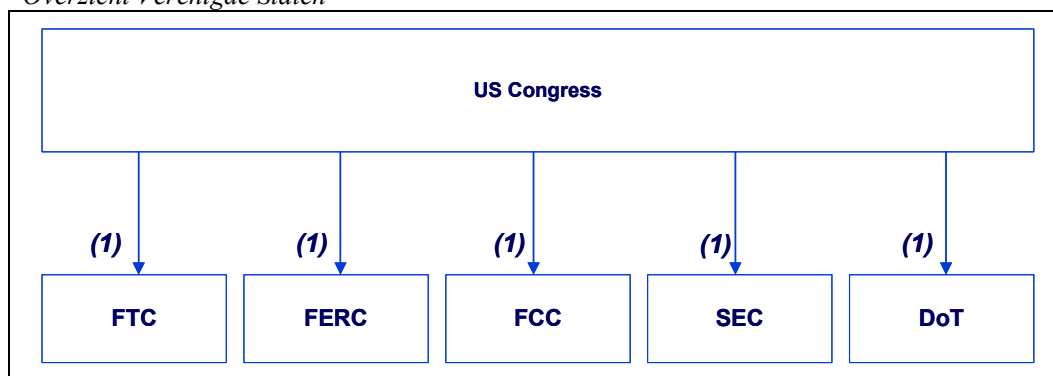 Overzicht Verenigde Staten
US Congress
(1) (1) (1) (1) (1)
FTC FERC FCC SEC DoT